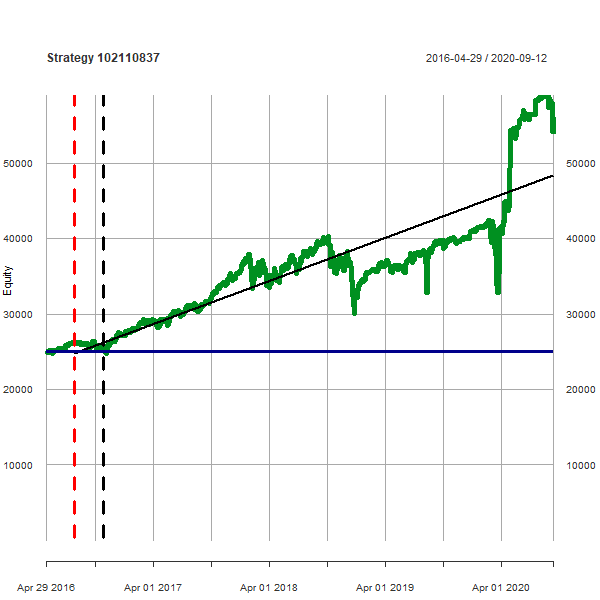 Strategy 102110837
2016-04-29 / 2020-09-12
50000
50000
40000
40000
Equity
30000
30000
20000
20000
10000
10000
Apr 29 2016
Apr 01 2017
Apr 01 2018
Apr 01 2019
Apr 01 2020